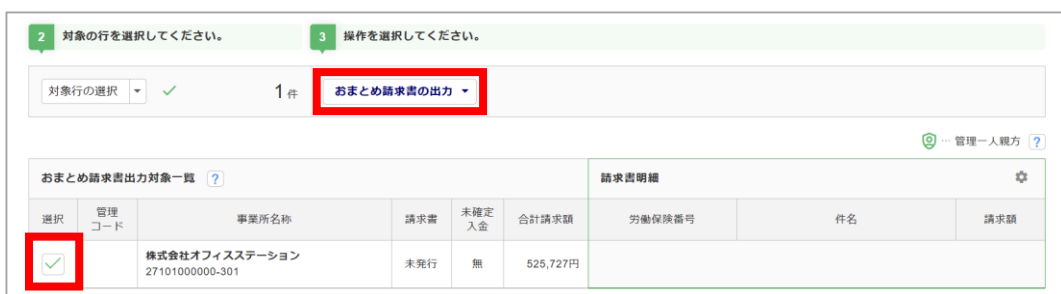 2 対象の行を選択してください。 3 操作を選択してください。
対象行の選択 1 件 おまとめ請求書の出力
… 管理一人親方 ?
おまとめ請求書出力対象一覧 ? 請求書明細
選択 管理コード 事業所名称 請求書 未確定入金 合計請求額 労働保険番号 件名 請求額
株式会社オフィスステーション
27101000000-301 未発行 無 525,727円